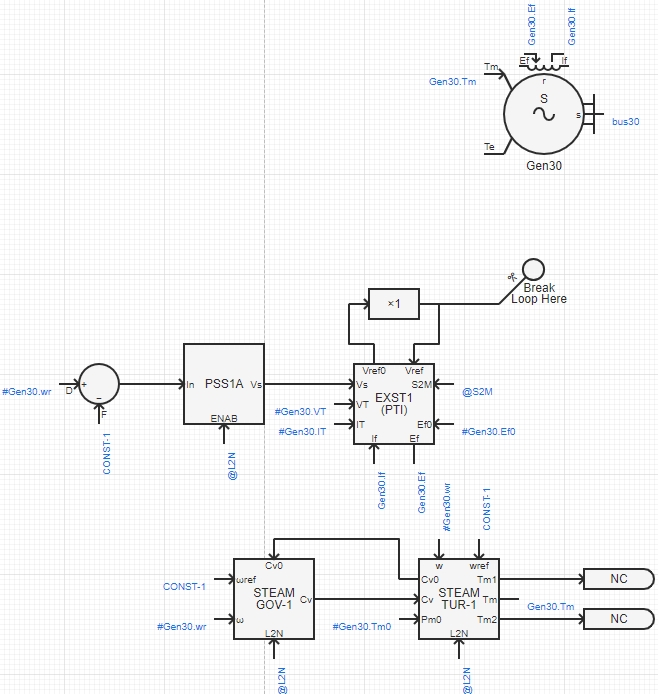 Gen30.Ef
Gen30.If
Ef
If
Tm
r
Gen30.Tm
S
s
bus30
Te
Gen30
×1
Break
Loop Here
Vref0
Vref
#Gen30.wr
D
+
−
F
CONST-1
In
PSS1A
Vs
ENAB
@L2N
Vs
S2M
@S2M
EXST1
(PTI)
#Gen30.VT
VT
#Gen30.IT
IT
Ef0
#Gen30.Ef0
If
Ef
Gen30.If
Gen30.Ef
#Gen30.wr
CONST-1
Cv0
CONST-1
ωref
STEAM
GOV-1
Cv
#Gen30.wr
ω
L2N
@L2N
w
wref
Cv0
Tm1
NC
STEAM
TUR-1
Cv
Tm
Gen30.Tm
#Gen30.Tm0
Pm0
Tm2
NC
L2N
@L2N